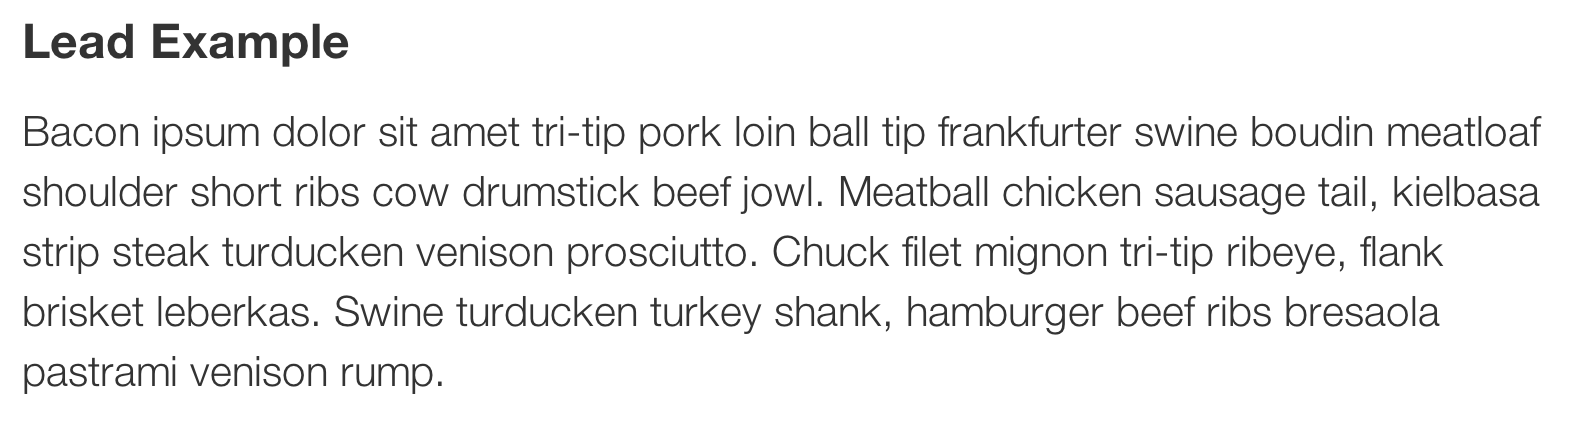 Lead Example
Bacon ipsum dolor sit amet tri-tip pork loin ball tip frankfurter swine boudin meatloaf
shoulder short ribs cow drumstick beef jowl. Meatball chicken sausage tail, kielbasa
strip steak turducken venison prosciutto. Chuck filet mignon tri-tip ribeye, flank
brisket leberkas. Swine turducken turkey shank, hamburger beef ribs bresaola
pastrami venison rump.